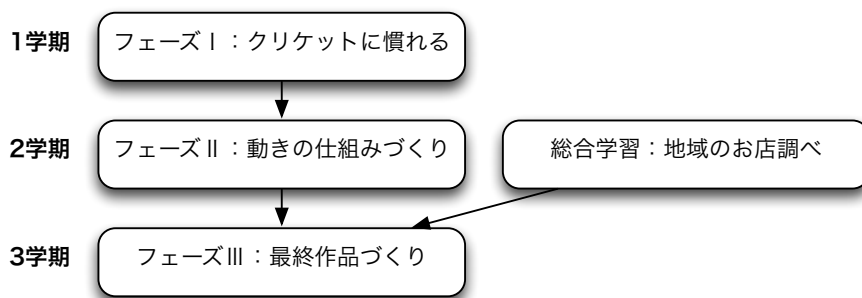 1学期
フェーズⅠ：クリケットに慣れる
2学期
フェーズⅡ：動きの仕組みづくり
総合学習：地域のお店調べ
3学期
フェーズⅢ：最終作品づくり